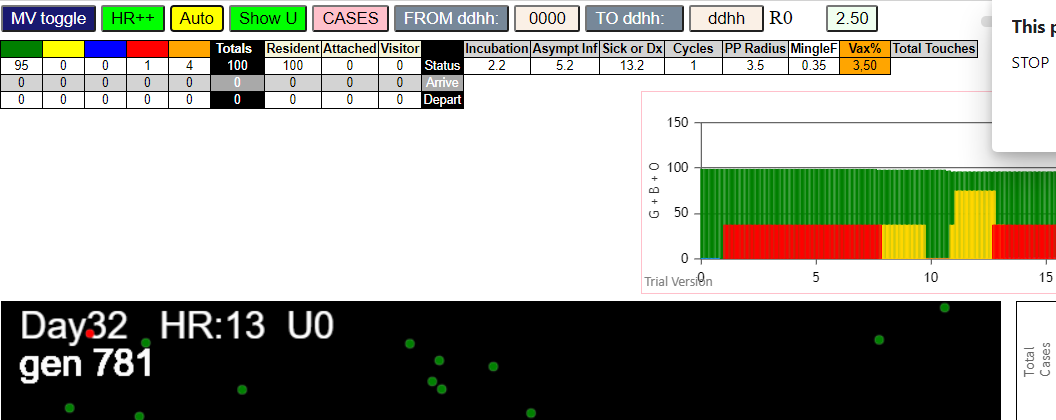 MV toggle HR++ Auto Show U CASES FROM ddhh: 0000 TO ddhh: ddhh R0 2.50
This p
STOP
Totals Resident Attached Visitor Incubation Asympt Inf Sick or Dx Cycles PP Radius MingleF Vax% Total Touches
95 0 0 1 4 100 100 0 0 Status 2.2 5.2 13.2 1 3.5 0.35 3,50
0 0 0 0 0 0 0 0 0 Arrive
0 0 0 0 0 0 0 0 0 Depart
150
100
50
0
G + B + O
0 5 10 15
Trial Version
Day32 HR:13 U0
gen 781
Total
Cases